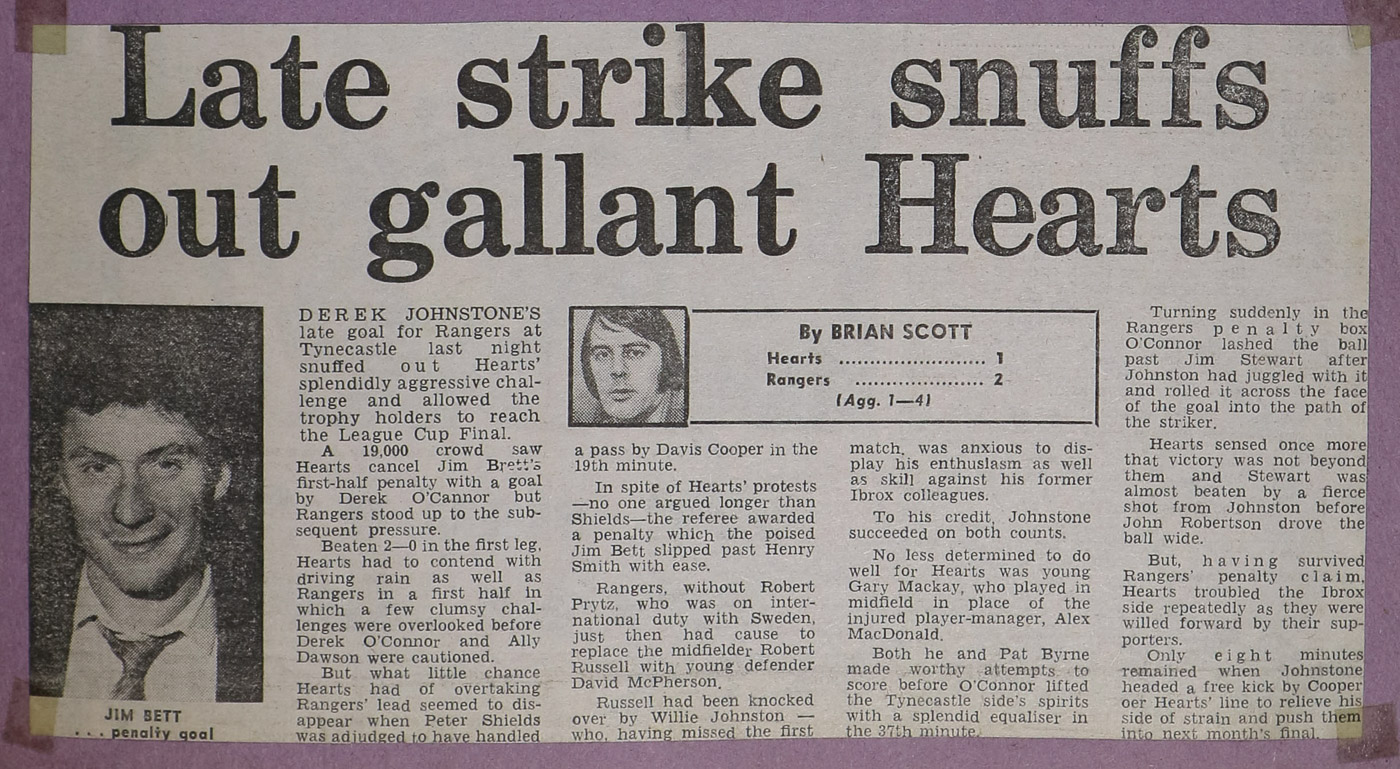 Late strike snuffs
out gallant Hearts
JIM BETT
. . . penalty goal
DEREK JOHNSTONE'S
late goal for Rangers at
Tynecastle last night
snuffed out Hearts'
splendidly aggressive chal-
lenge and allowed the
trophy holders to reach
the League Cup Final.
A 19,000 crowd saw
Hearts cancel Jim Brett's
first-half penalty with a goal
by Derek O'Cannor but
Rangers stood up to the sub-
sequent pressure.
Beaten 2—0 in the first leg,
Hearts had to contend with
driving rain as well as
Rangers in a first half in
which a few clumsy chal-
lenges were overlooked before
Derek O'Connor and Ally
Dawson were cautioned.
But what little chance
Hearts had of overtaking
Rangers' lead seemed to dis-
appear when Peter Shields
was adjudged to have handled
By BRIAN SCOTT
Hearts ...................... 1
Rangers ................... 2
(Agg. 1—4)
a pass by Davis Cooper in the
19th minute.
In spite of Hearts' protests
—no one argued longer than
Shields—the referee awarded
a penalty which the poised
Jim Bett slipped past Henry
Smith with ease.
Rangers, without Robert
Prytz, who was on inter-
national duty with Sweden,
just then had cause to
replace the midfielder Robert
Russell with young defender
David McPherson.
Russell had been knocked
over by Willie Johnston —
who, having missed the first
match, was anxious to dis-
play his enthuslasm as well
as skill against his former
Ibrox colleagues.
To his credit, Johnstone
succeeded on both counts.
No less determined to do
well for Hearts was young
Gary Mackay, who played in
midfield in place of the
injured player-manager, Alex
MacDonald.
Both he and Pat Byrne
made worthy attempts to
score before O'Connor lifted
the Tynecastle side's spirits
with a splendid equaliser in
the 37th minute.
Turning suddenly in the
Rangers penalty box
O'Connor lashed the ball
past Jim Stewart after
Johnston had juggled with it
and rolled it across the face
of the goal into the path of
the striker.
Hearts sensed once more
that victory was not beyond
them and Stewart was
almost beaten by a fierce
shot from Johnston before
John Robertson drove the
ball wide.
But, having survived
Rangers' penalty claim,
Hearts troubled the Ibrox
side repeatedly as they were
willed forward by their sup-
porters.
Only eight minutes
remained when Johnstone
headed a free kick by Cooper
oer Hearts' line to relieve his
side of strain and push them
into next month's final.